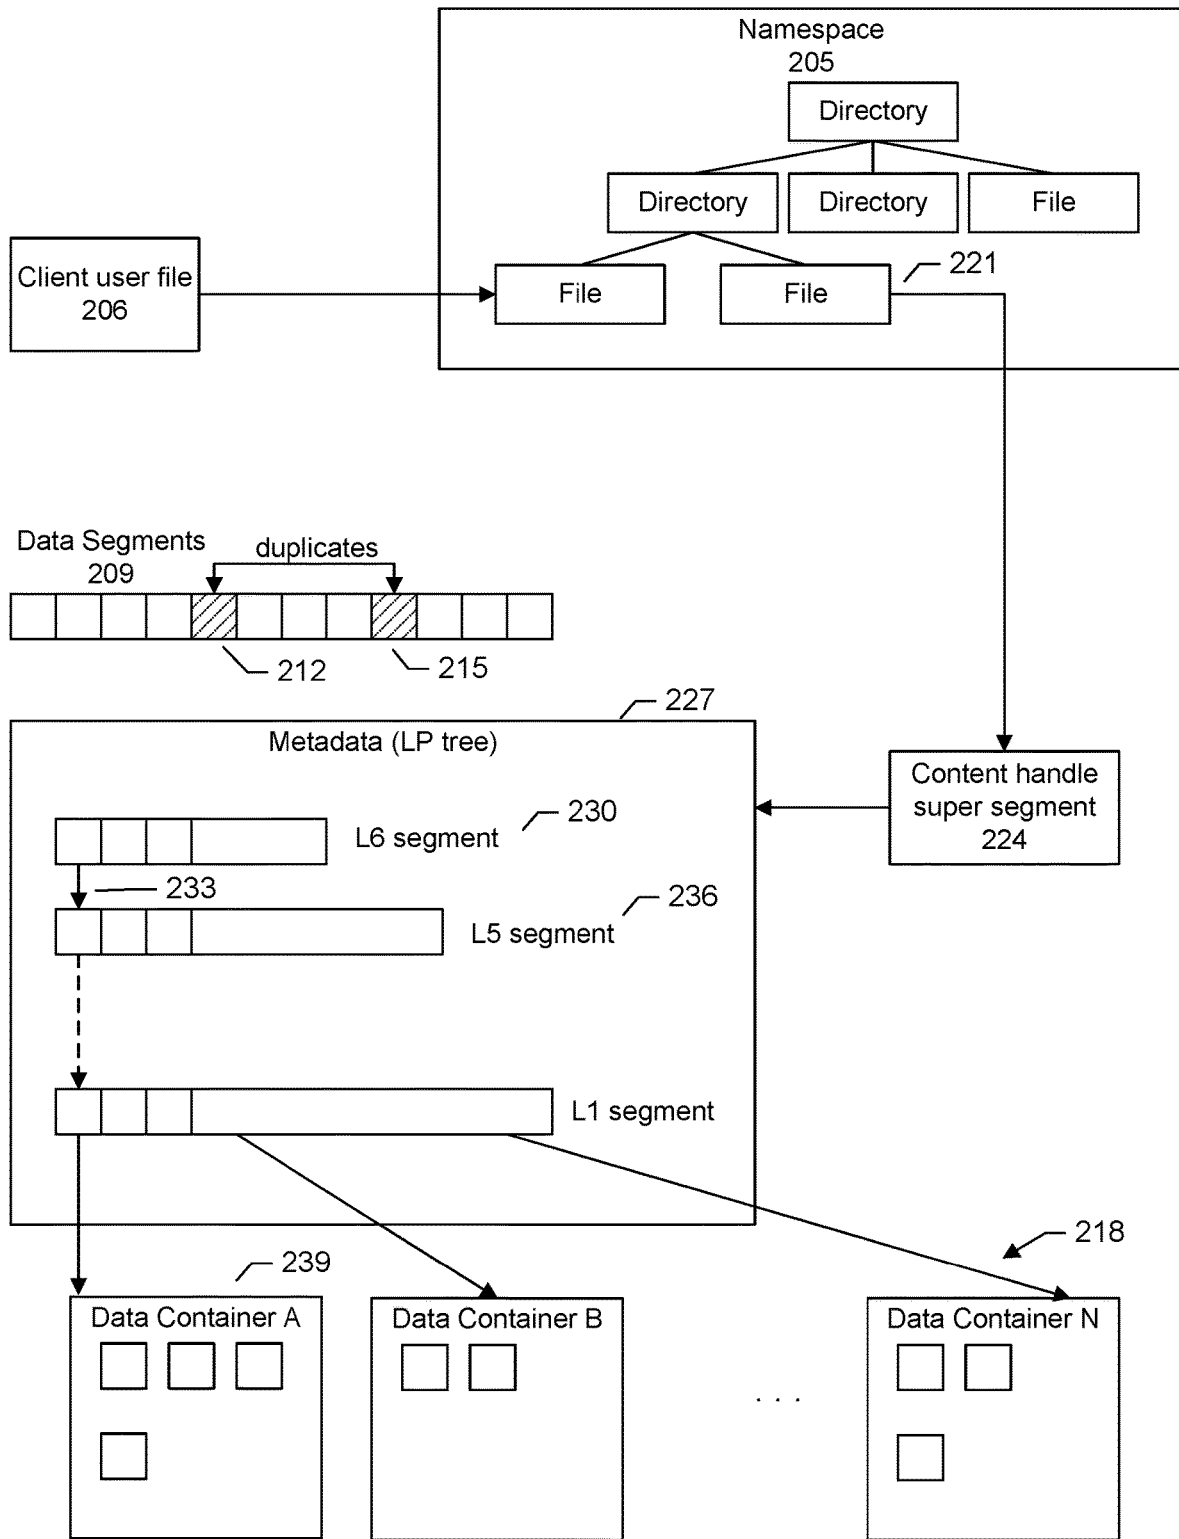 Namespace
205
Directory
Directory
Directory
File
Client user file
206
File
File
221
Data Segments
209
duplicates
212
215
227
Metadata (LP tree)
Content handle
super segment
224
L6 segment
230
233
L5 segment
236
L1 segment
218
239
Data Container A
Data Container B
. . .
Data Container N